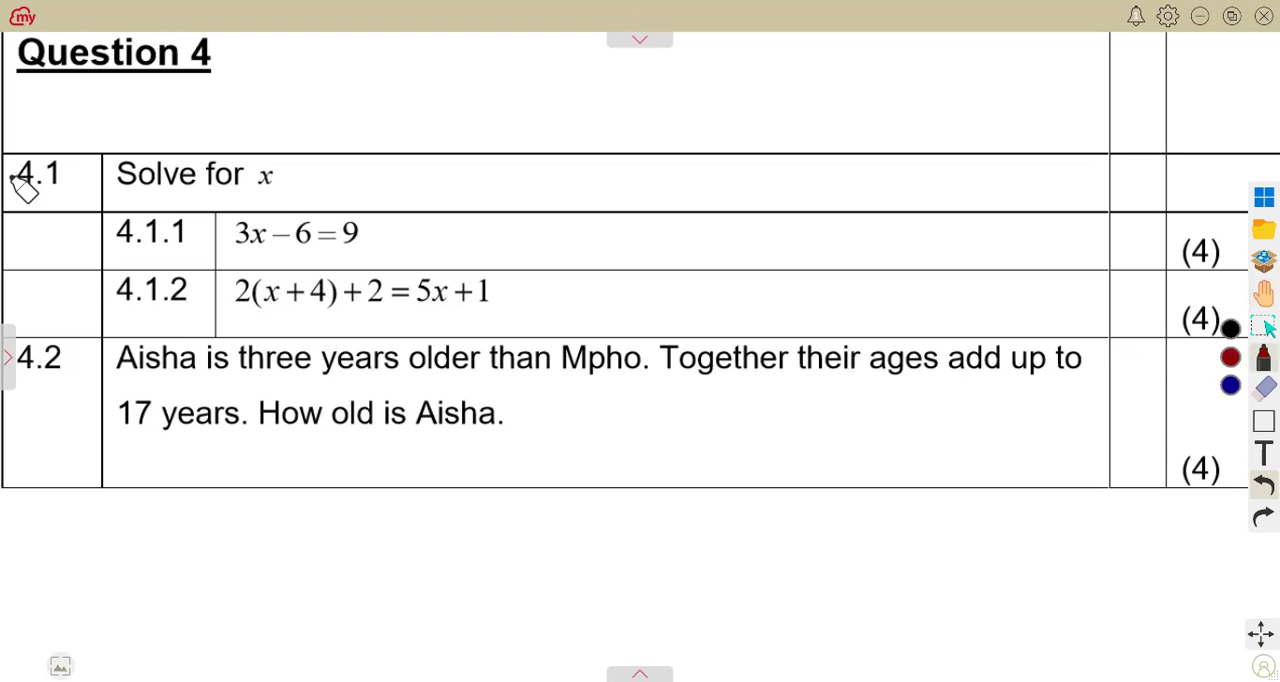 my
Question 4
4.1 Solve for x
4.1.1 3x − 6 = 9 (4)
4.1.2 2(x + 4) + 2 = 5x + 1 (4)
4.2 Aisha is three years older than Mpho. Together their ages add up to
17 years. How old is Aisha.
(4)
T